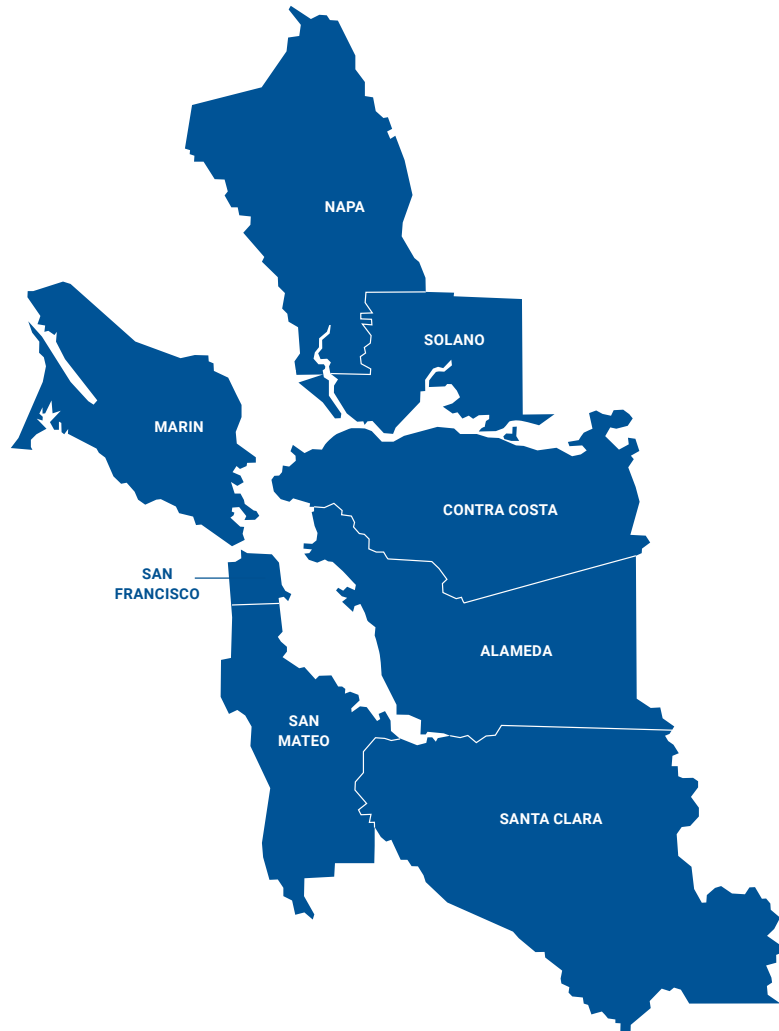 NAPA
SOLANO
MARIN
CONTRA COSTA
SAN
FRANCISCO
ALAMEDA
SAN
MATEO
SANTA CLARA